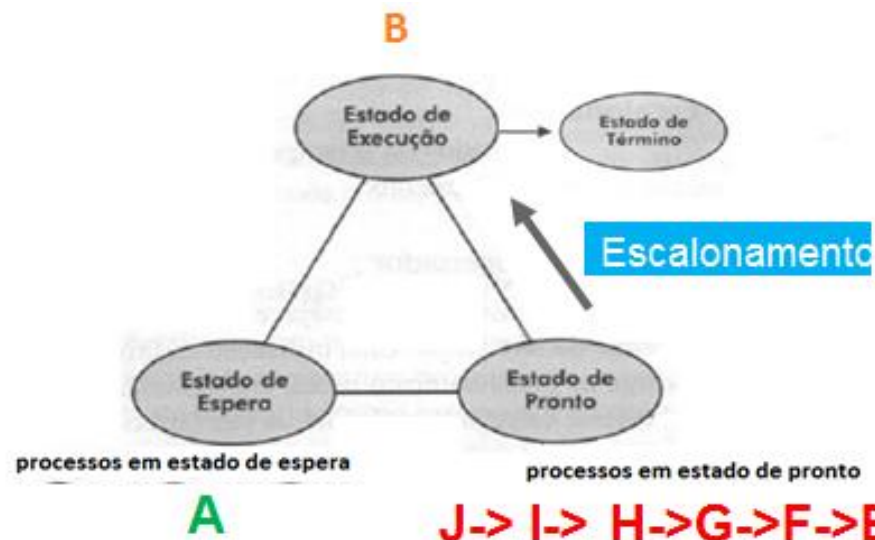 B
Estado de
Execução
Estado de
Término
Escalonamento
Estado de
Espera
Estado de
Pronto
processos em estado de espera
processos em estado de pronto
A
J-> I-> H->G->F->E